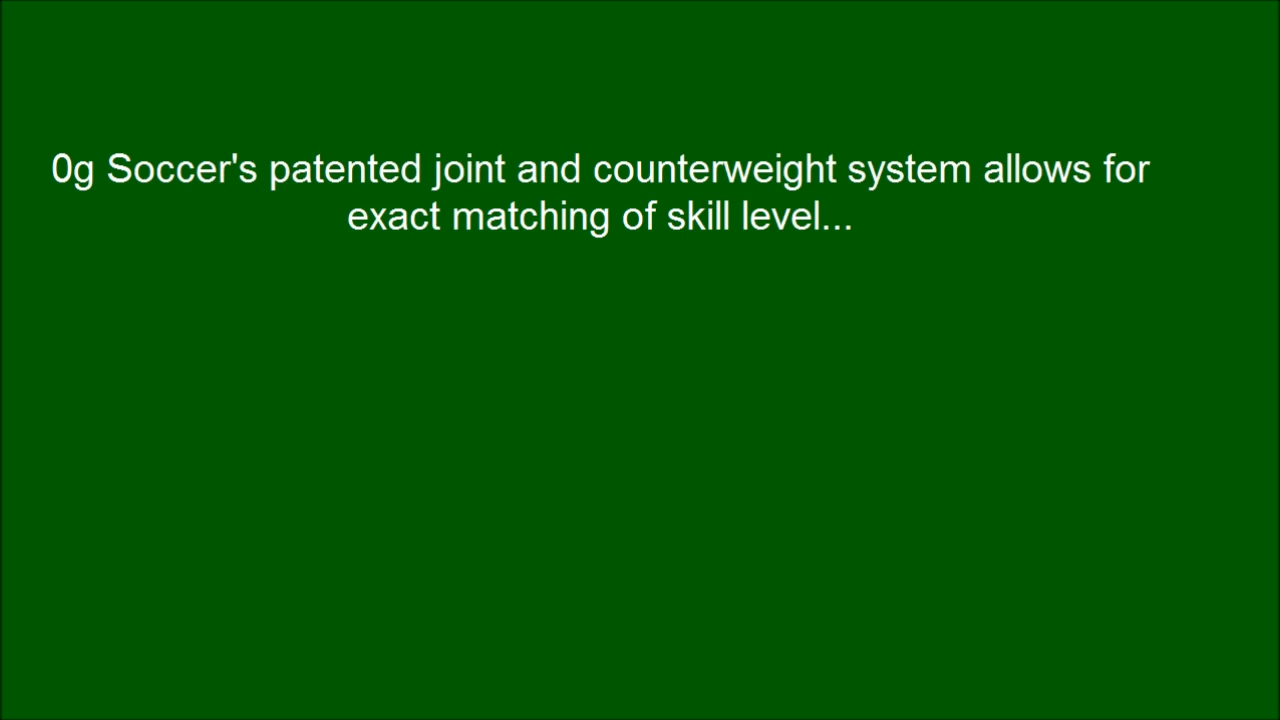 0g Soccer's patented joint and counterweight system allows for
exact matching of skill level...